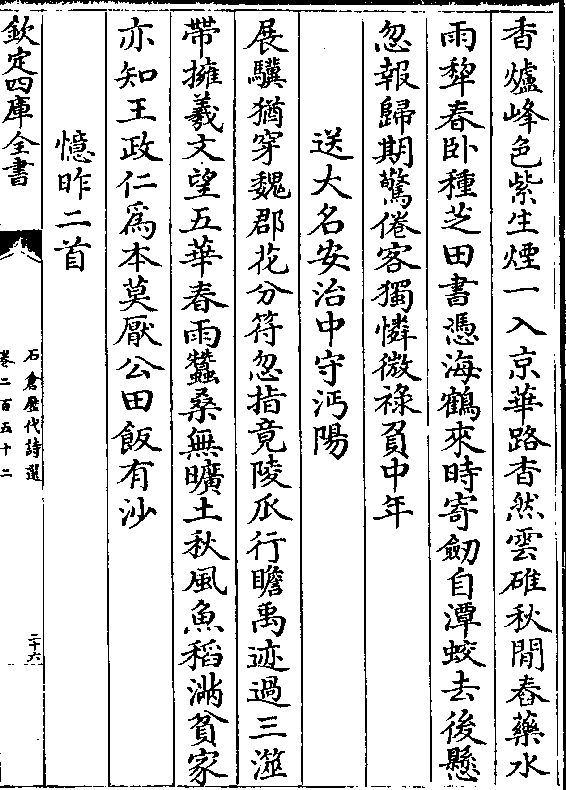 香爐峰色紫生煙一入京華路杳然雲碓秋閒舂藥水
雨犂春卧種芝田書憑海鶴來時寄劒自潭蛟去後懸
忽報歸期驚倦客獨憐微祿負中年
送大名安治中守沔陽
展驥猶穿魏郡花分符忽指竟陵瓜行瞻禹迹過三澨
帶擁羲文望五華春雨蠶桑無曠土秋風魚稻滿貧家
亦知王政仁爲本莫厭公田飯有沙
憶昨二首
欽定四庫全書
石倉歷代詩選
卷二百五十二
二十六